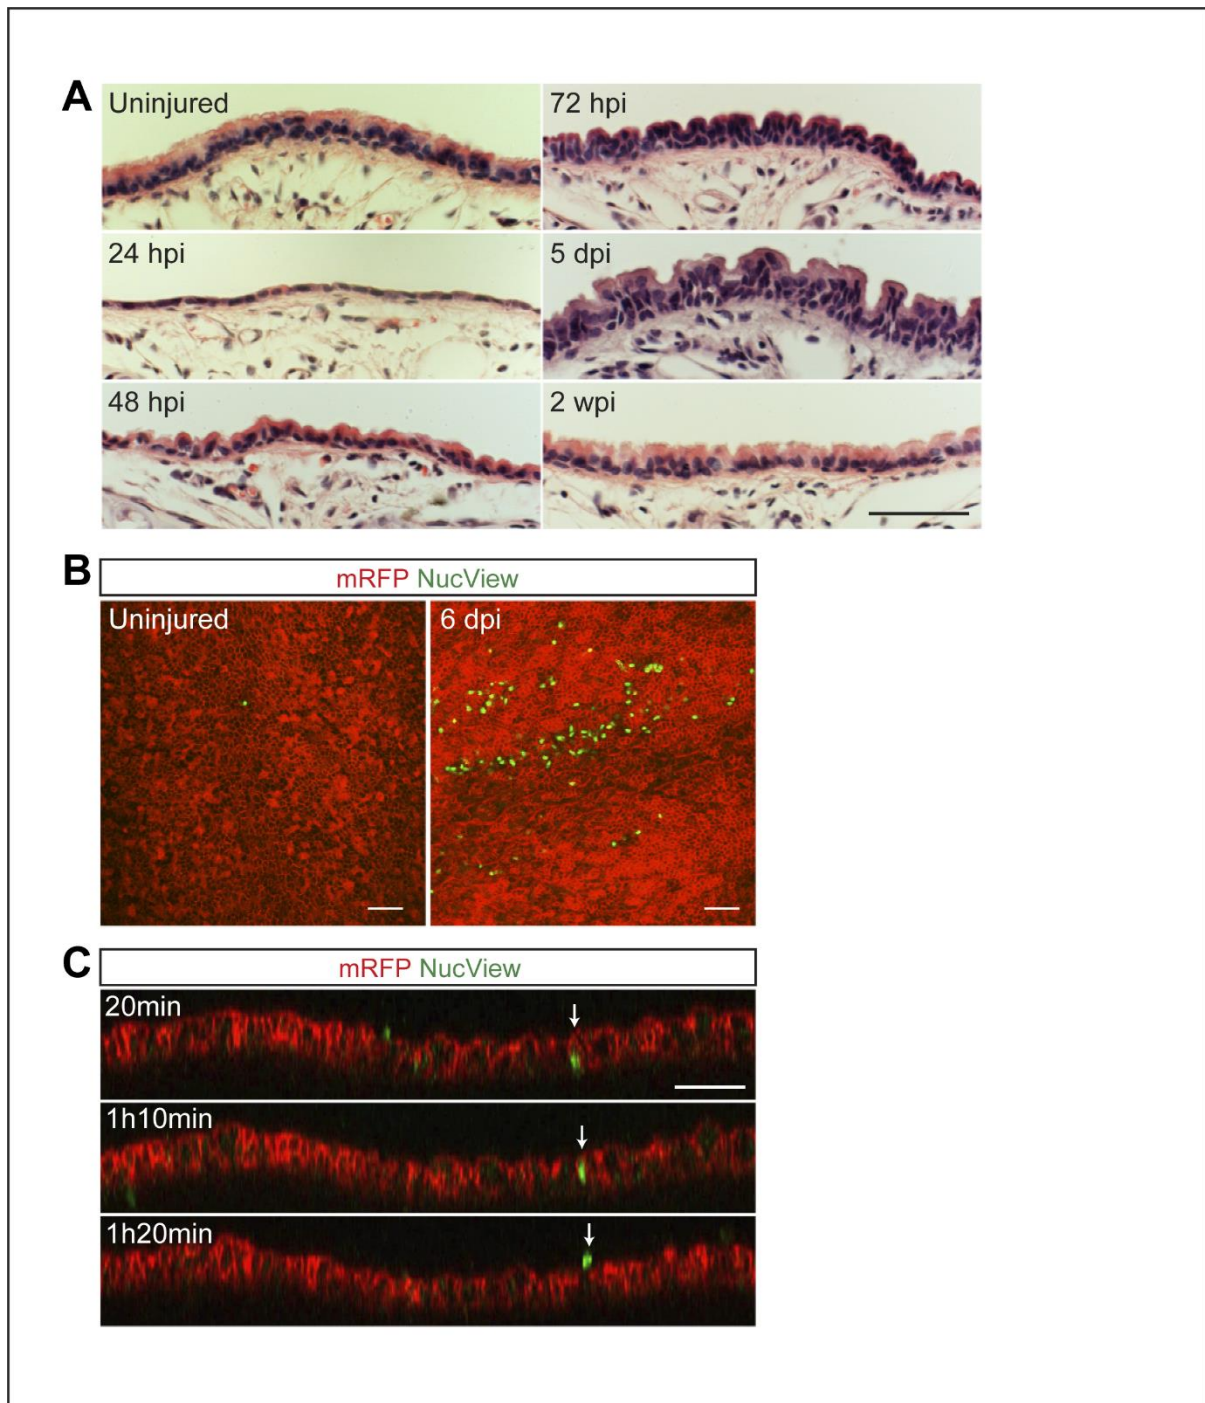 A
Uninjured
72 hpi
24 hpi
5 dpi
48 hpi
2 wpi
B
mRFP NucView
Uninjured
6 dpi
C
mRFP NucView
20min
1h10min
1h20min